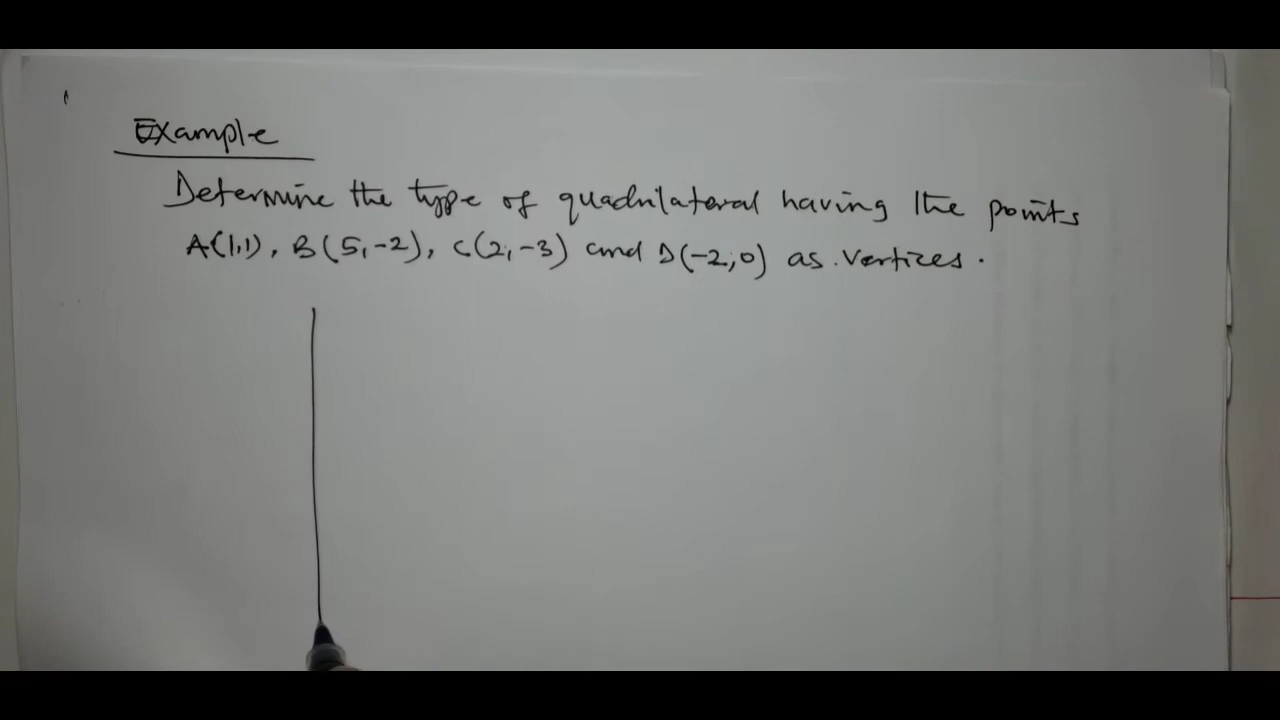 Example
Determine the type of quadrilateral having the points
A(1,1), B(5,-2), C(2,-3) and D(-2,0) as vertices.